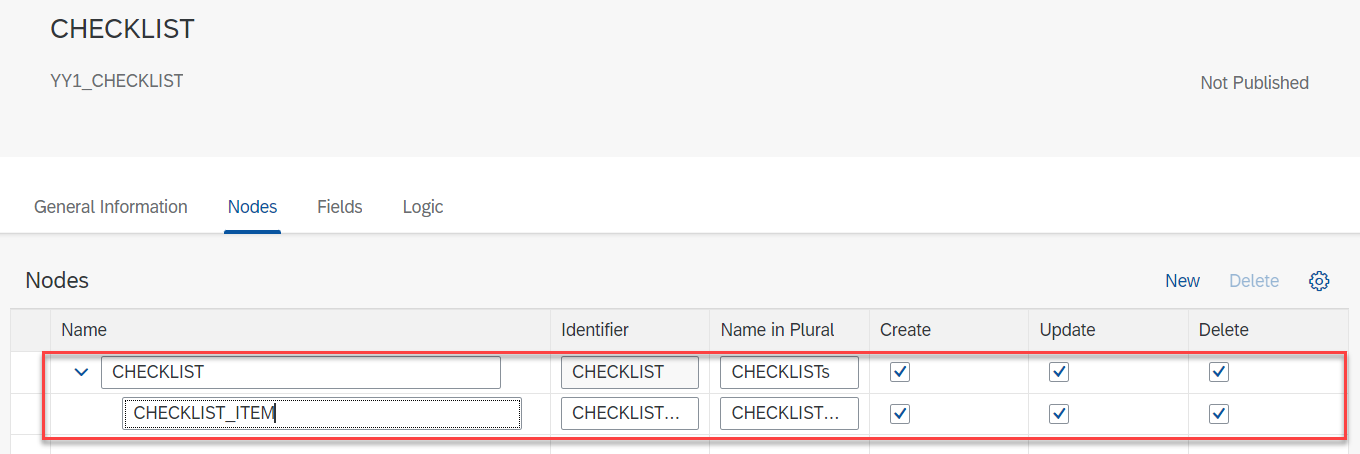 CHECKLIST
YY1_CHECKLIST
Not Published
General Information Nodes Fields Logic
Nodes New Delete
Name Identifier Name in Plural Create Update Delete
CHECKLIST CHECKLIST CHECKLISTs
CHECKLIST_ITEM CHECKLIST... CHECKLIST...